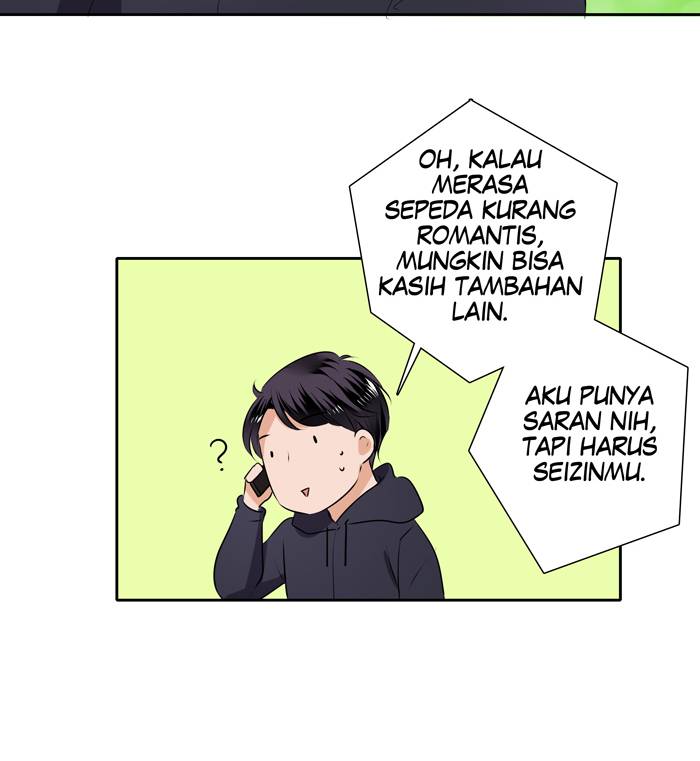 OH, KALAU
MERASA
SEPEDA KURANG
ROMANTIS,
MUNGKIN BISA
KASIH TAMBAHAN
LAIN.
AKU PUNYA
SARAN NIH,
TAPI HARUS
SEIZINMU.
?